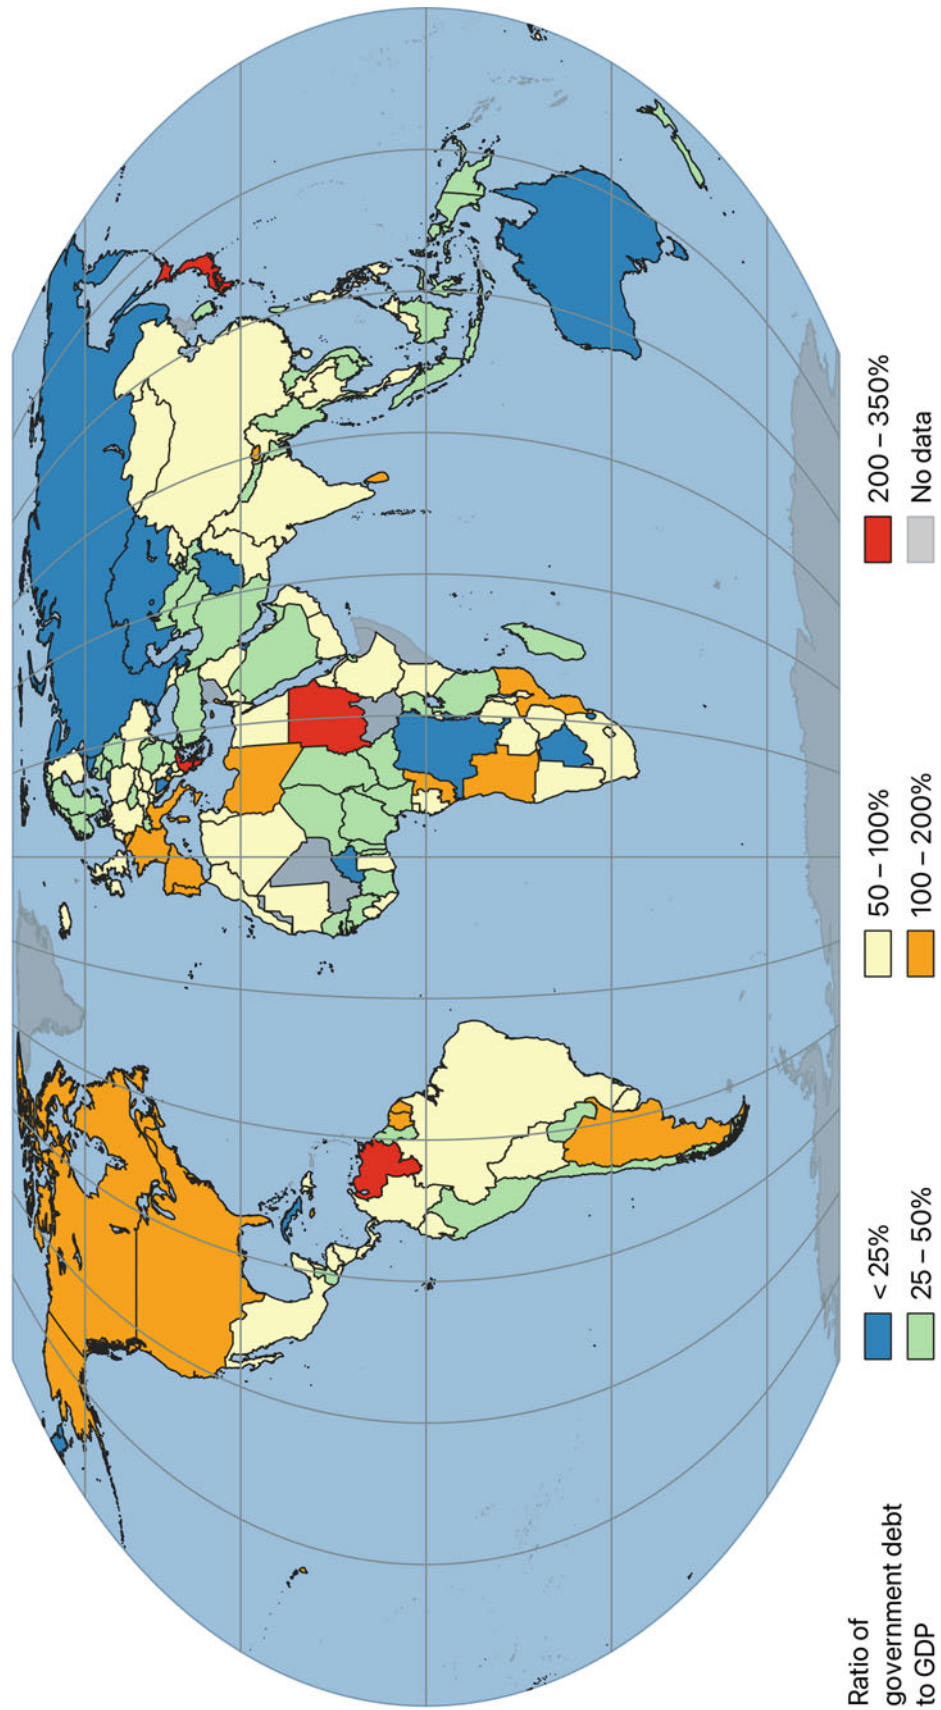 Ratio of
government debt
to GDP
< 25%
25 – 50%
50 – 100%
100 – 200%
200 – 350%
No data